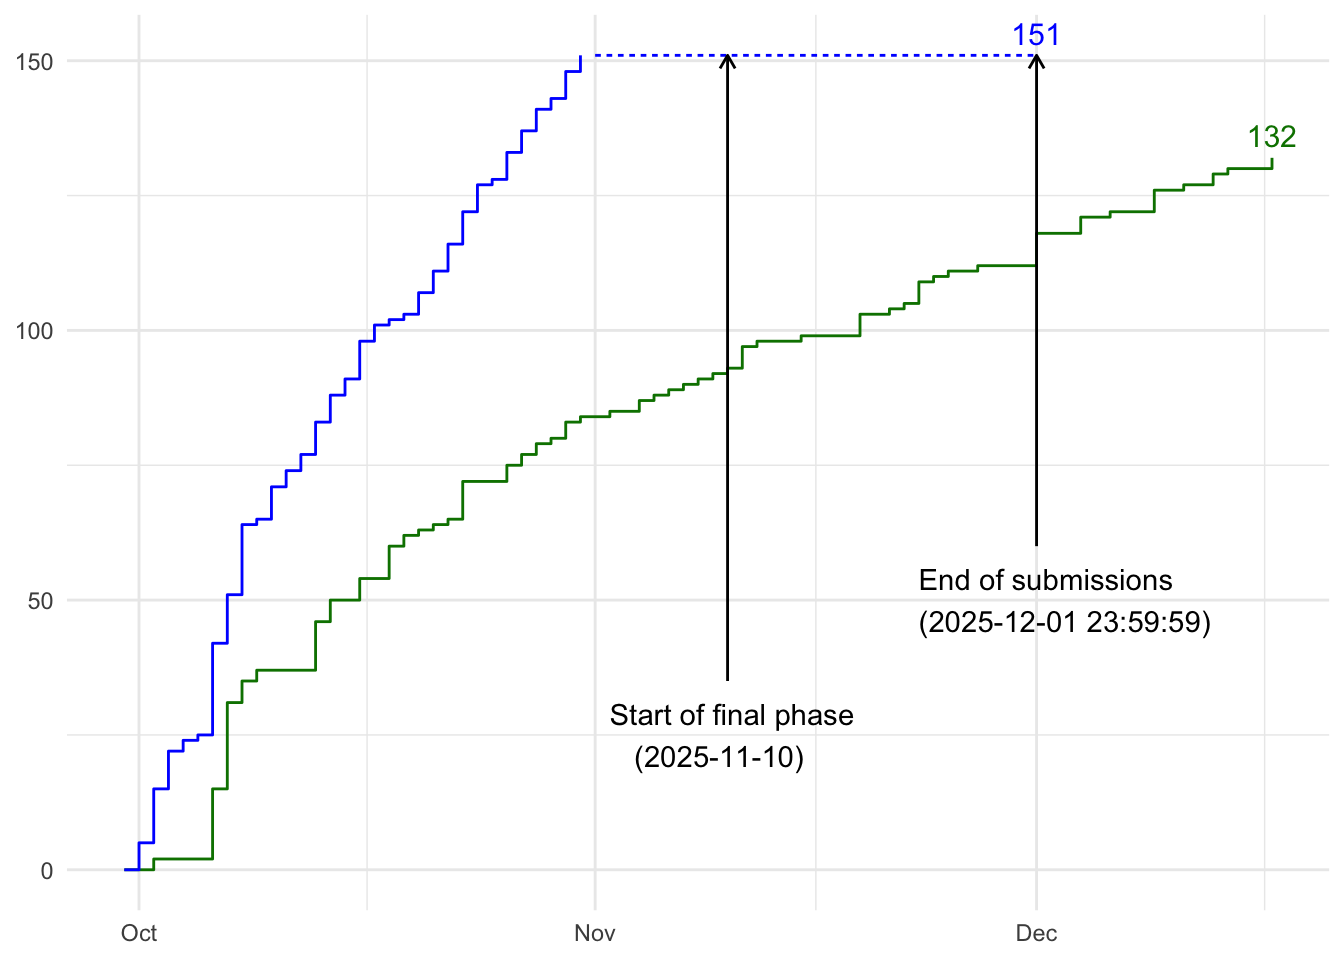 151
150
132
100
End of submissions
50
(2025-12-01 23:59:59)
Start of final phase
(2025-11-10)
0
Oct Nov Dec